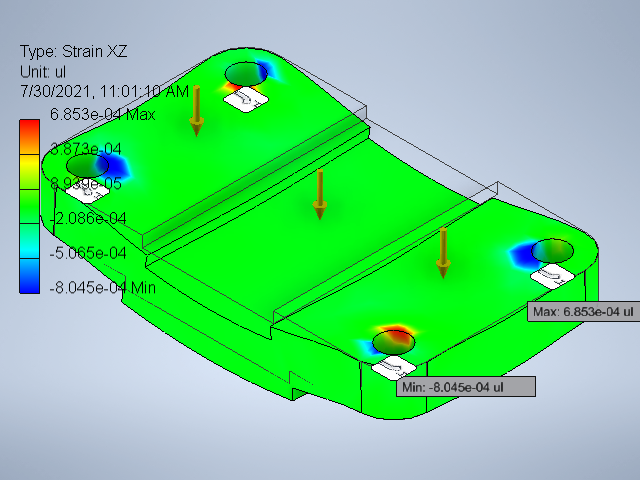 Type: Strain XZ
Unit: ul
7/30/2021, 11:01:10 AM
6.853e-04 Max
3.873e-04
8.939e-05
-2.086e-04
-5.065e-04
-8.045e-04 Min
Max: 6.853e-04 ul
Min: -8.045e-04 ul